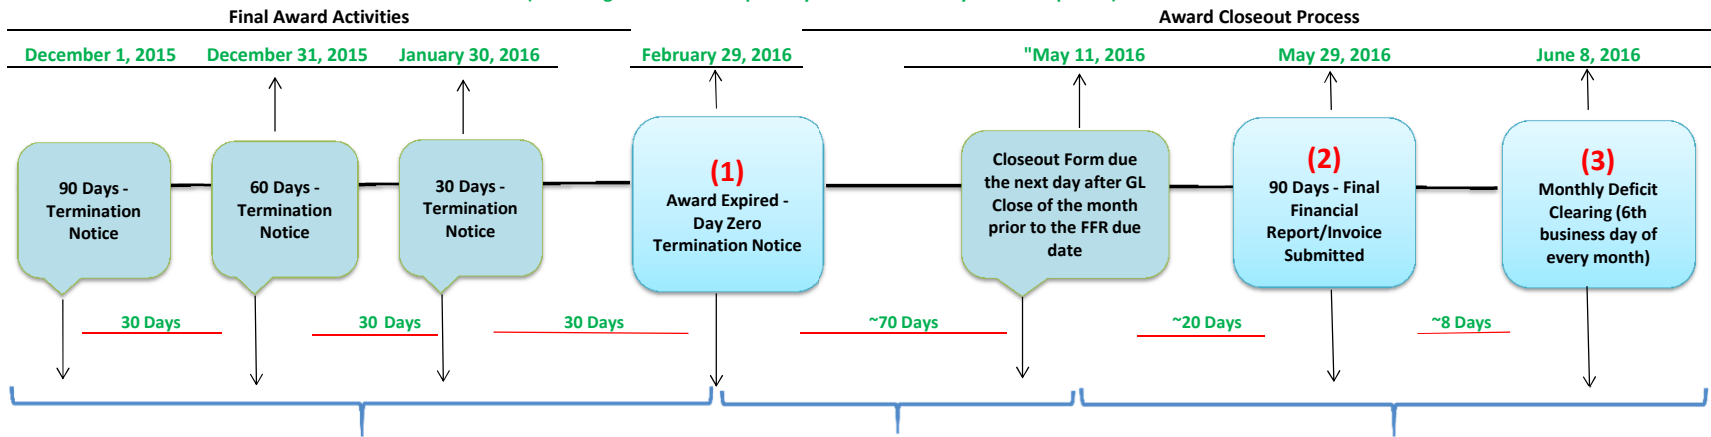 Final Award Activities
Award Closeout Process
December 1, 2015
December 31, 2015
January 30, 2016
February 29, 2016
"May 11, 2016
May 29, 2016
June 8, 2016
90 Days -
Termination
Notice
60 Days -
Termination
Notice
30 Days -
Termination
Notice
(1)
Award Expired -
Day Zero
Termination Notice
Closeout Form due
the next day after GL
Close of the month
prior to the FFR due
date
(2)
90 Days - Final
Financial
Report/Invoice
Submitted
(3)
Monthly Deficit
Clearing (6th
business day of
every month)
30 Days
30 Days
30 Days
~70 Days
~20 Days
~8 Days